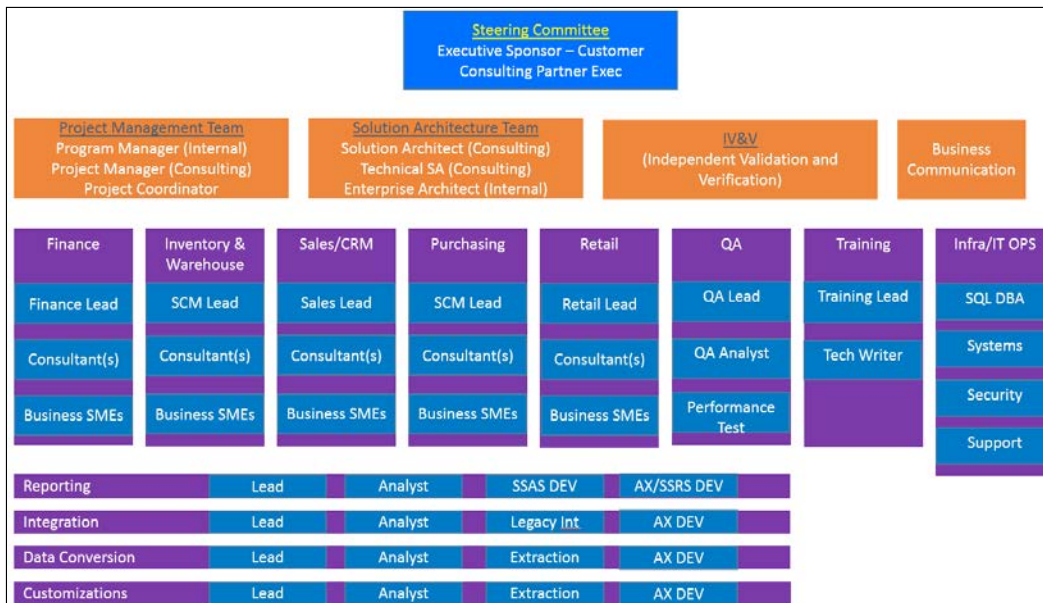 Steering Committee
Executive Sponsor – Customer
Consulting Partner Exec
Project Management Team
Program Manager (Internal)
Project Manager (Consulting)
Project Coordinator
Solution Architecture Team
Solution Architect (Consulting)
Technical SA (Consulting)
Enterprise Architect (Internal)
IV&V
(Independent Validation and
Verification)
Business
Communication
Finance
Finance Lead
Consultant(s)
Business SMEs
Inventory &
Warehouse
SCM Lead
Consultant(s)
Business SMEs
Sales/CRM
Sales Lead
Consultant(s)
Business SMEs
Purchasing
SCM Lead
Consultant(s)
Business SMEs
Retail
Retail Lead
Consultant(s)
Business SMEs
QA
QA Lead
QA Analyst
Performance
Test
Training
Training Lead
Tech Writer
Infra/IT OPS
SQL DBA
Systems
Security
Support
Reporting Lead Analyst SSAS DEV AX/SSRS DEV
Integration Lead Analyst Legacy Int AX DEV
Data Conversion Lead Analyst Extraction AX DEV
Customizations Lead Analyst Extraction AX DEV